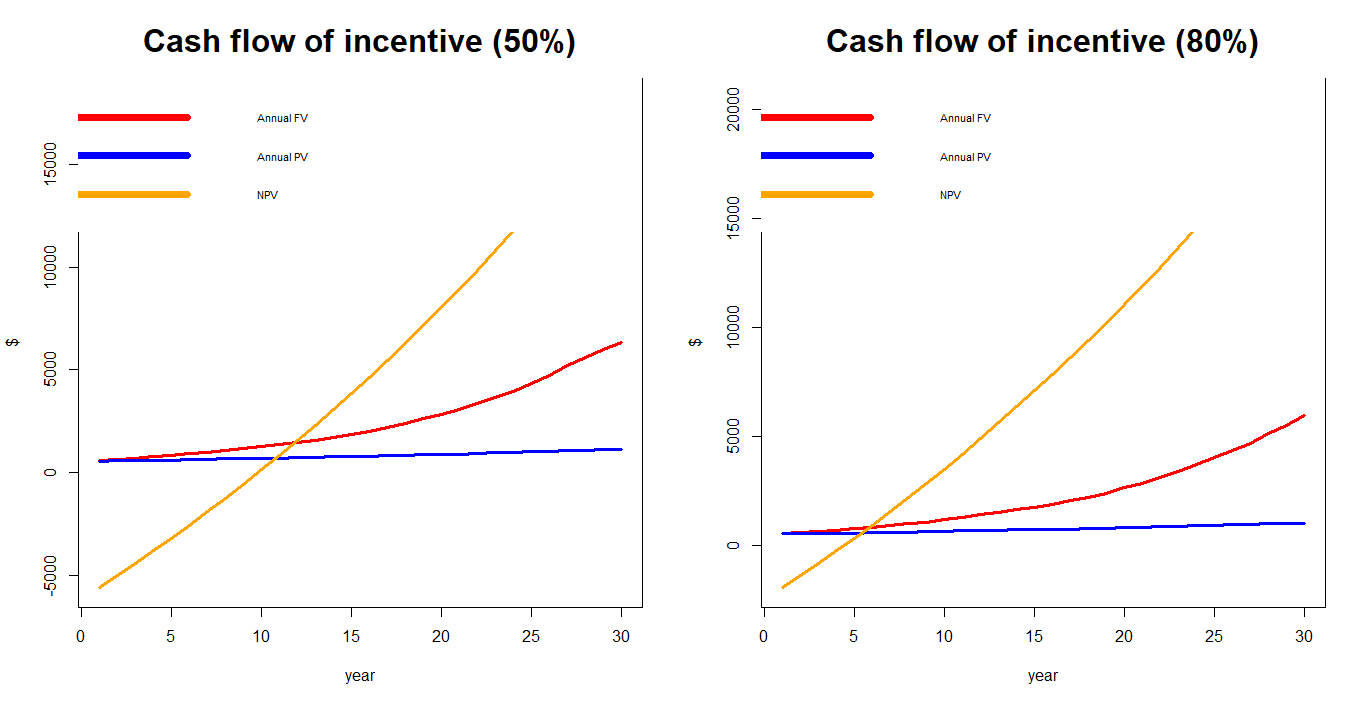 Cash flow of incentive (50%)
Annual FV
Annual PV
NPV
15000
10000
5000
0
-5000
$
0 5 10 15 20 25 30
year
Cash flow of incentive (80%)
Annual FV
Annual PV
NPV
20000
15000
10000
5000
0
$
0 5 10 15 20 25 30
year